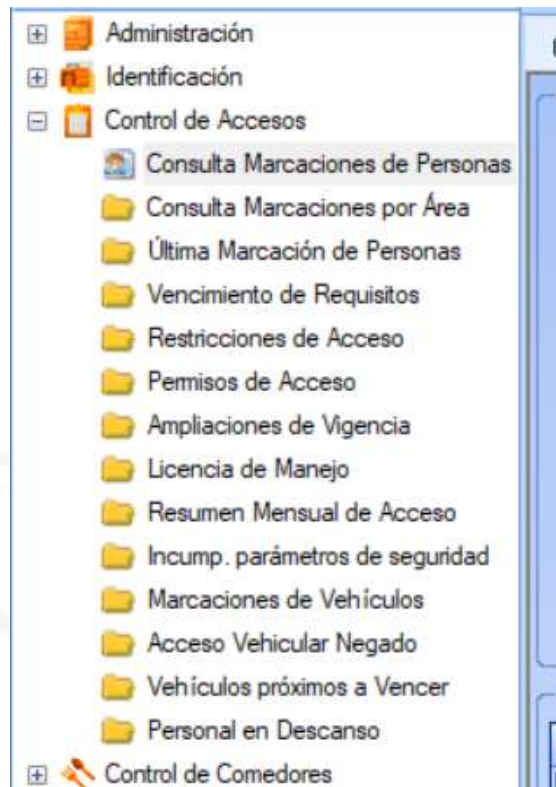 Administración
Identificación
Control de Accesos
Consulta Marcaciones de Personas
Consulta Marcaciones por Área
Última Marcación de Personas
Vencimiento de Requisitos
Restricciones de Acceso
Permisos de Acceso
Ampliaciones de Vigencia
Licencia de Manejo
Resumen Mensual de Acceso
Incump. parámetros de seguridad
Marcaciones de Vehículos
Acceso Vehicular Negado
Vehículos próximos a Vencer
Personal en Descanso
Control de Comedores